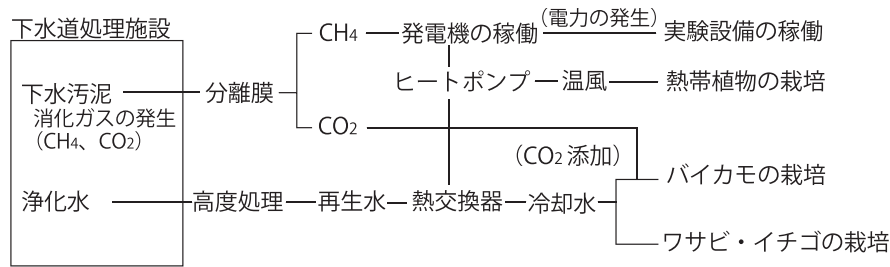 下水道処理施設
CH4
発電機の稼働
(電力の発生)
実験設備の稼働
下水汚泥
消化ガスの発生
(CH4、CO2)
分離膜
ヒートポンプ
温風
熱帯植物の栽培
CO2
(CO2 添加)
バイカモの栽培
浄化水
高度処理
再生水
熱交換器
冷却水
ワサビ・イチゴの栽培